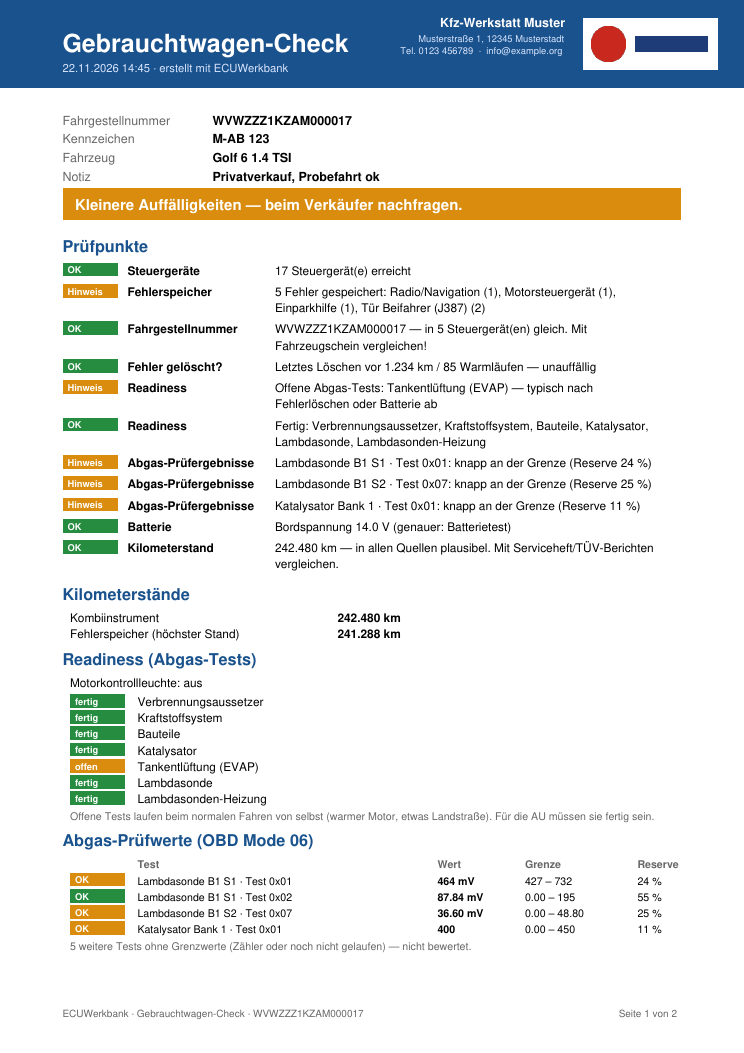 Gebrauchtwagen-Check
22.11.2026 14:45 · erstellt mit ECUWerkbank
Kfz-Werkstatt Muster
Musterstraße 1, 12345 Musterstadt
Tel. 0123 456789 · info@example.org
Fahrgestellnummer WVWZZZ1KZAM000017
Kennzeichen M-AB 123
Fahrzeug Golf 6 1.4 TSI
Notiz Privatverkauf, Probefahrt ok
Kleinere Auffälligkeiten — beim Verkäufer nachfragen.
Prüfpunkte
OK Steuergeräte 17 Steuergerät(e) erreicht
Hinweis Fehlerspeicher 5 Fehler gespeichert: Radio/Navigation (1), Motorsteuergerät (1),
Einparkhilfe (1), Tür Beifahrer (J387) (2)
OK Fahrgestellnummer WVWZZZ1KZAM000017 — in 5 Steuergerät(en) gleich. Mit
Fahrzeugschein vergleichen!
OK Fehler gelöscht? Letztes Löschen vor 1.234 km / 85 Warmläufen — unauffällig
Hinweis Readiness Offene Abgas-Tests: Tankentlüftung (EVAP) — typisch nach
Fehlerlöschen oder Batterie ab
OK Readiness Fertig: Verbrennungsaussetzer, Kraftstoffsystem, Bauteile, Katalysator,
Lambdasonde, Lambdasonden-Heizung
Hinweis Abgas-Prüfergebnisse Lambdasonde B1 S1 · Test 0x01: knapp an der Grenze (Reserve 24 %)
Hinweis Abgas-Prüfergebnisse Lambdasonde B1 S2 · Test 0x07: knapp an der Grenze (Reserve 25 %)
Hinweis Abgas-Prüfergebnisse Katalysator Bank 1 · Test 0x01: knapp an der Grenze (Reserve 11 %)
OK Batterie Bordspannung 14.0 V (genauer: Batterietest)
OK Kilometerstand 242.480 km — in allen Quellen plausibel. Mit Serviceheft/TÜV-Berichten
vergleichen.
Kilometerstände
Kombiinstrument 242.480 km
Fehlerspeicher (höchster Stand) 241.288 km
Readiness (Abgas-Tests)
Motorkontrollleuchte: aus
fertig Verbrennungsaussetzer
fertig Kraftstoffsystem
fertig Bauteile
fertig Katalysator
offen Tankentlüftung (EVAP)
fertig Lambdasonde
fertig Lambdasonden-Heizung
Offene Tests laufen beim normalen Fahren von selbst (warmer Motor, etwas Landstraße). Für die AU müssen sie fertig sein.
Abgas-Prüfwerte (OBD Mode 06)
Test Wert Grenze Reserve
OK Lambdasonde B1 S1 · Test 0x01 464 mV 427 – 732 24 %
OK Lambdasonde B1 S1 · Test 0x02 87.84 mV 0.00 – 195 55 %
OK Lambdasonde B1 S2 · Test 0x07 36.60 mV 0.00 – 48.80 25 %
OK Katalysator Bank 1 · Test 0x01 400 0.00 – 450 11 %
5 weitere Tests ohne Grenzwerte (Zähler oder noch nicht gelaufen) — nicht bewertet.
ECUWerkbank · Gebrauchtwagen-Check · WVWZZZ1KZAM000017 Seite 1 von 2